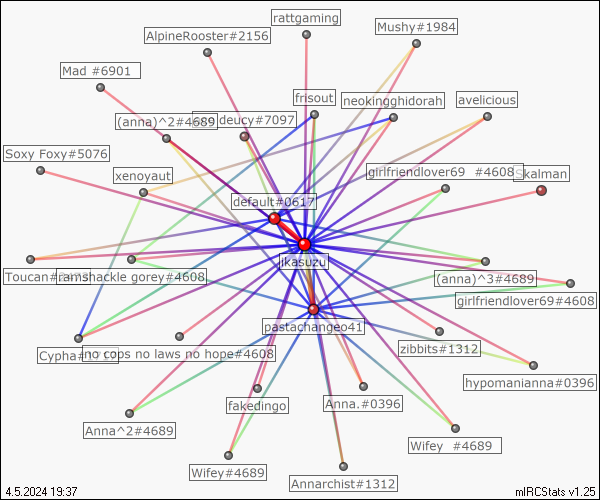 rattgaming
AlpineRooster#2156
Mushy#1984
Mad #6901
frisout
neokingghidorah
avelicious
(anna)^2#4689
deucy#7097
Soxy Foxy#5076
xenoyaut
girlfriendlover69 #4608
Skalman
default#0617
jikasuzu
Toucan#
ramshackle gorey#4608
(anna)^3#4689
girlfriendlover69#4608
pastachangeo41
Cypha#
no cops no laws no hope#4608
zibbits#1312
hypomanianna#0396
fakedingo
Anna.#0396
Anna^2#4689
Wifey #4689
Wifey#4689
Annarchist#1312
4.5.2024 19:37
mIRCStats v1.25